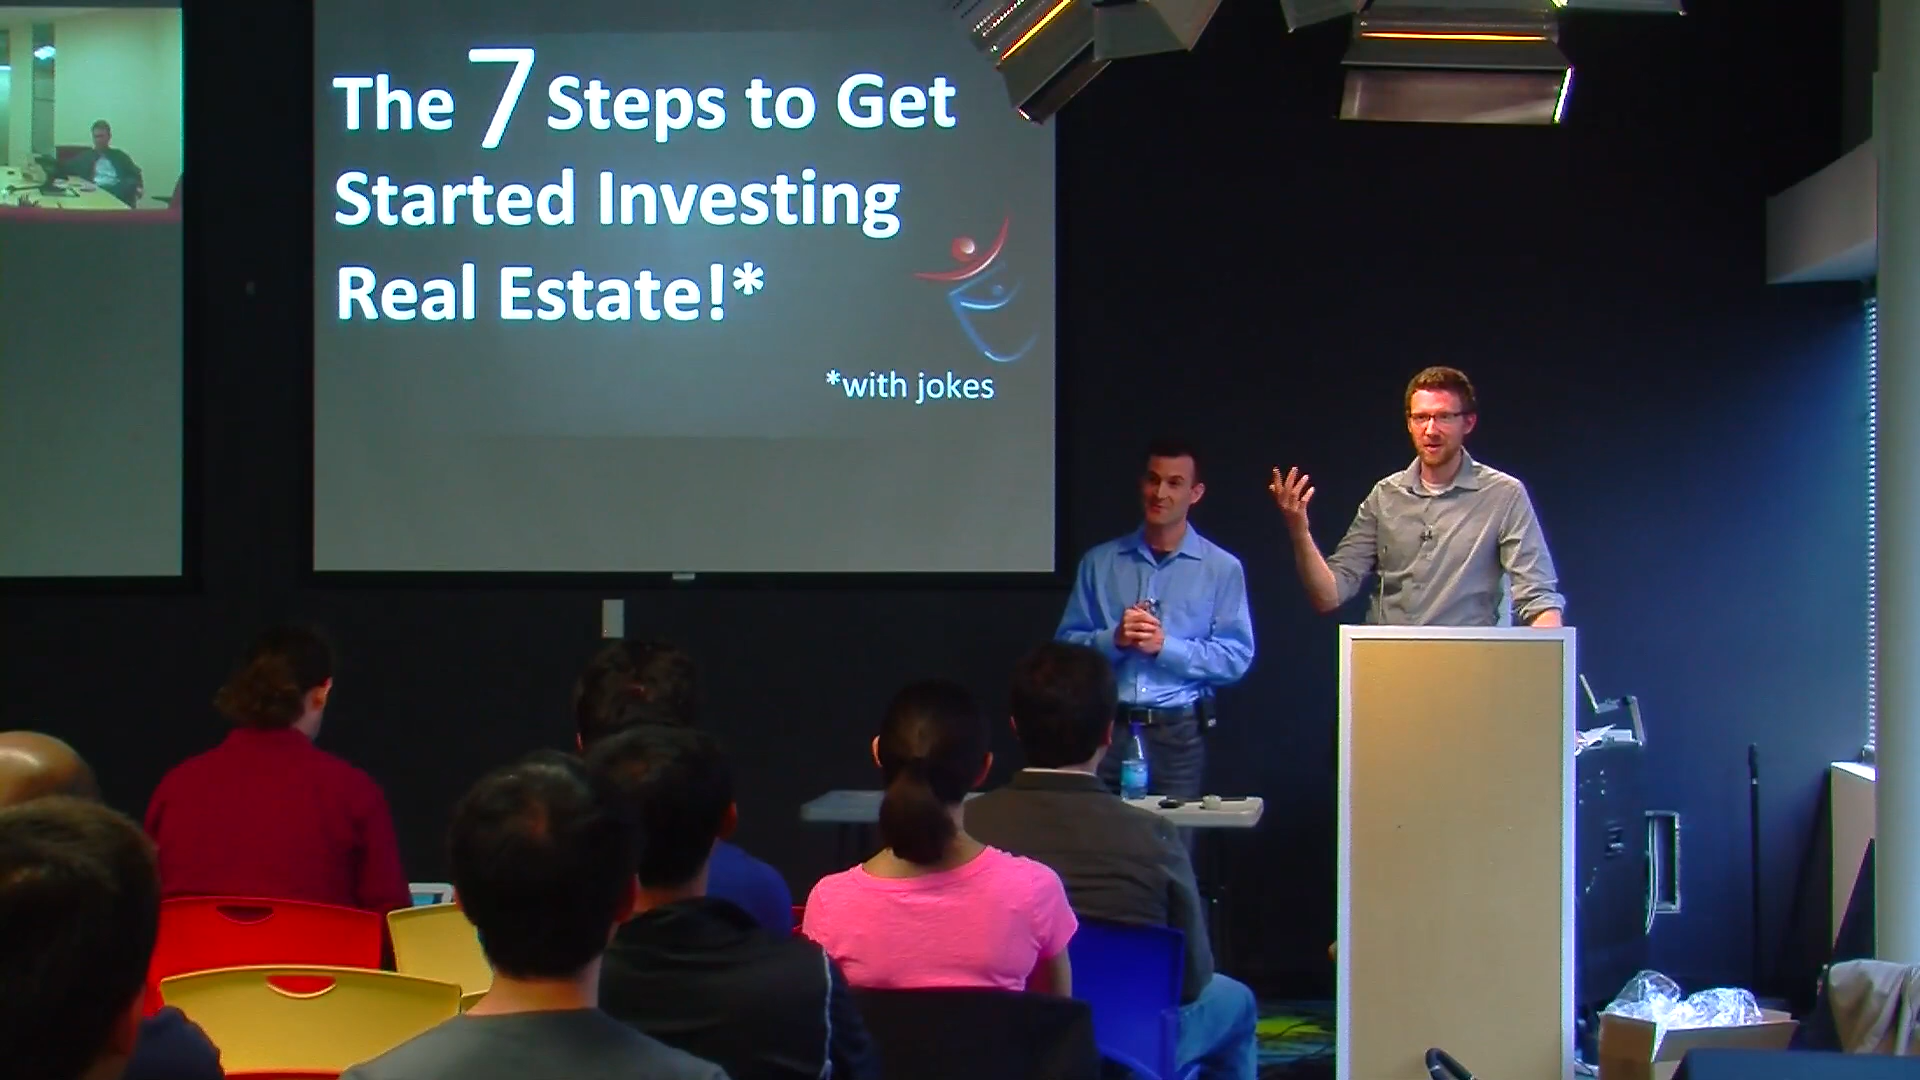 The 7 Steps to Get
Started Investing
Real Estate!*
*with jokes